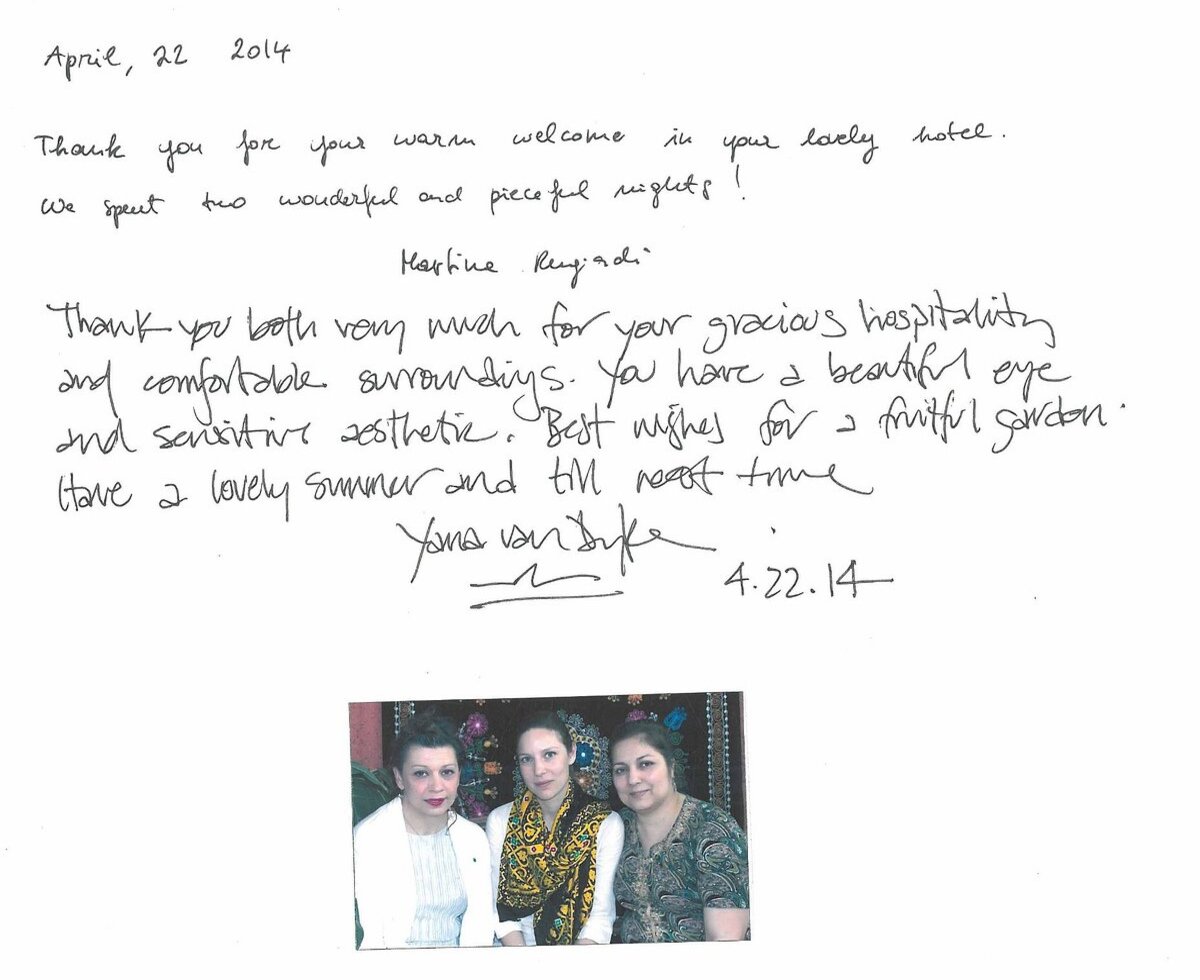 April, 22 2014
Thank you for your warm welcome in your lovely hotel.
We spent two wonderful and pieceful nights!
Martine
Thank you both very much for your gracious hospitality
and comfortable surroundings. You have a beautiful eye
and sensitive aesthetic. Best wishes for a fruitful garden.
Have a lovely summer and till next time
Yana van Dyke
4.22.14